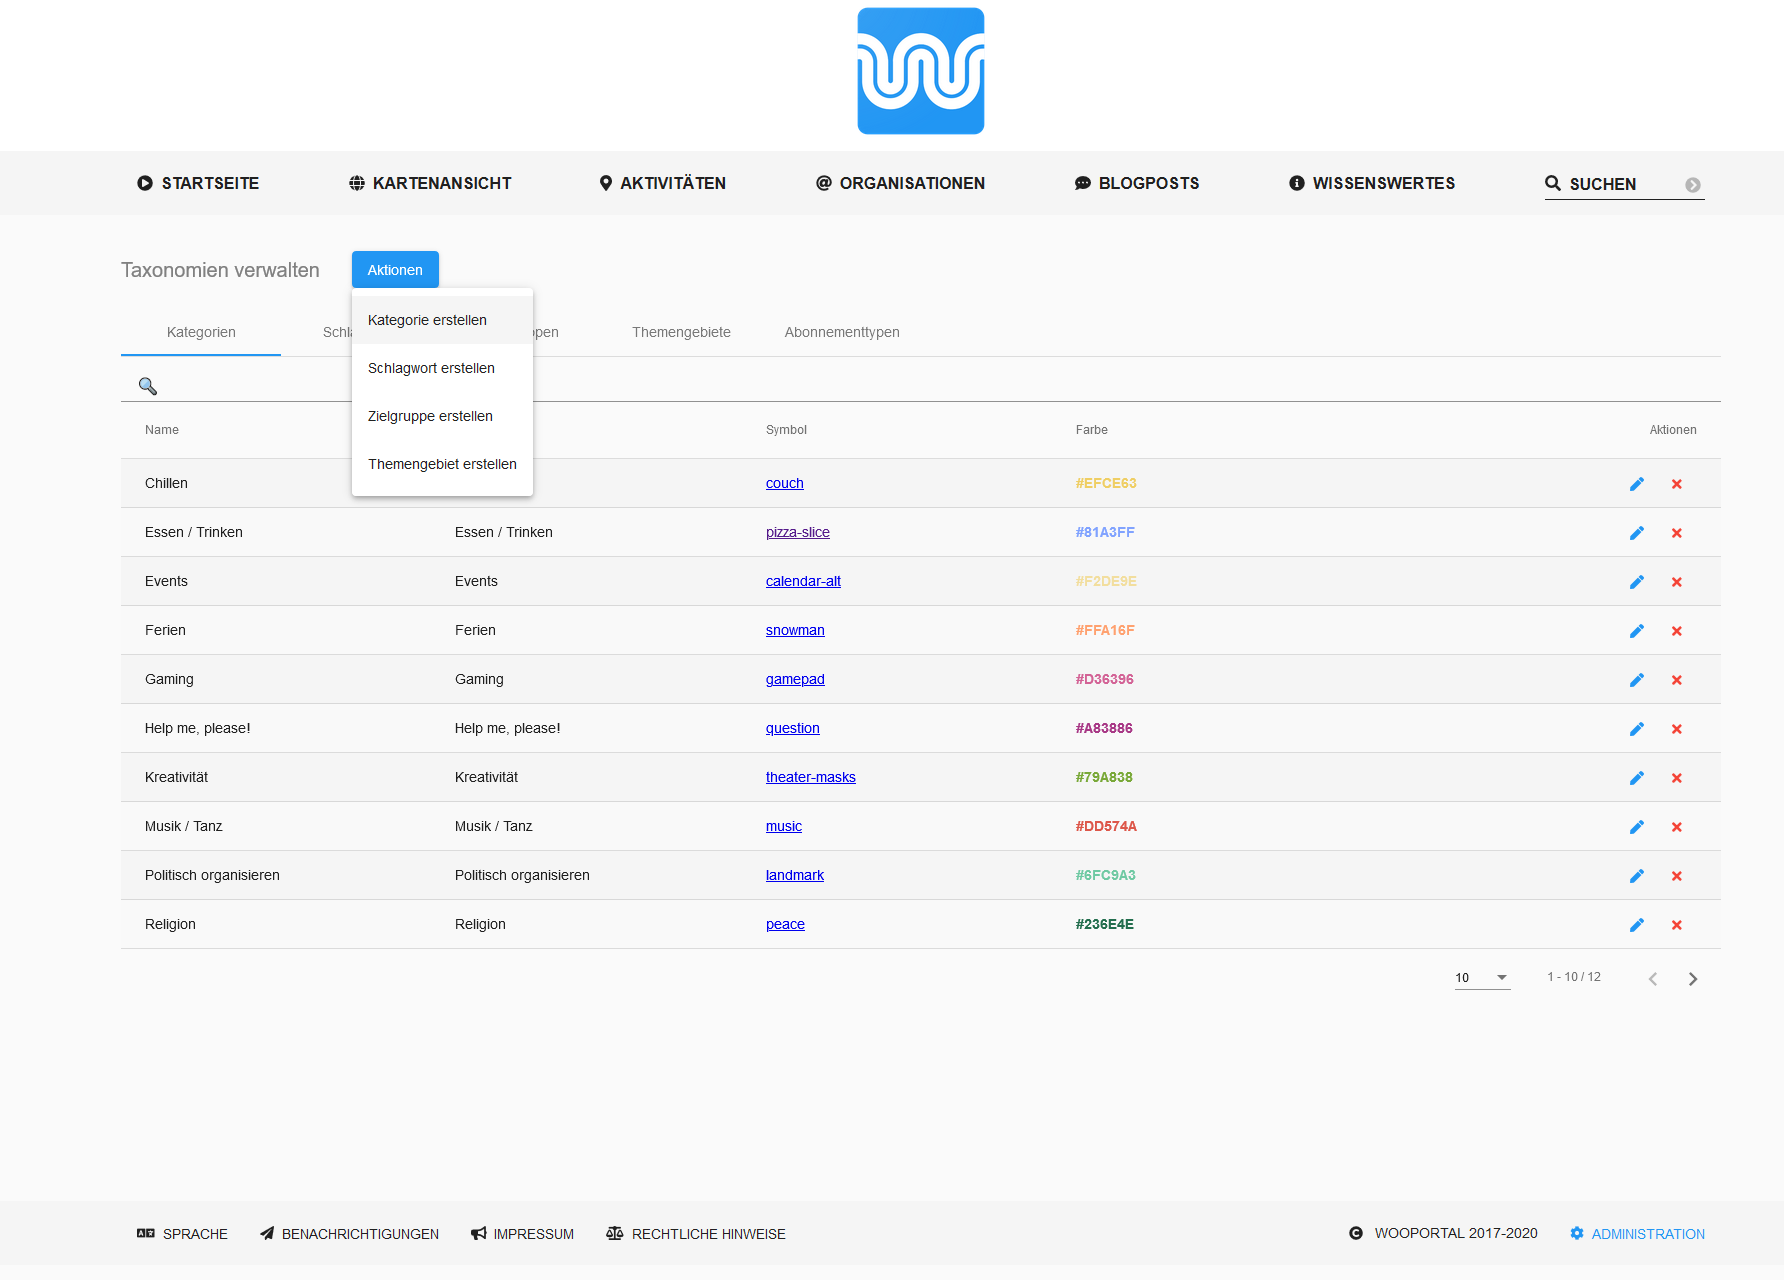 STARTSEITE KARTENANSICHT AKTIVITÄTEN ORGANISATIONEN BLOGPOSTS WISSENSWERTES SUCHEN
Taxonomien verwalten Aktionen
Kategorie erstellen
Kategorien Schla ppen Themengebiete Abonnementtypen
Schlagwort erstellen
Zielgruppe erstellen
Name Symbol Farbe Aktionen
Themengebiet erstellen
Chillen couch #EFCE63
Essen / Trinken Essen / Trinken pizza-slice #81A3FF
Events Events calendar-alt #F2DE9E
Ferien Ferien snowman #FFA16F
Gaming Gaming gamepad #D36396
Help me, please! Help me, please! question #A83886
Kreativität Kreativität theater-masks #79A838
Musik / Tanz Musik / Tanz music #DD574A
Politisch organisieren Politisch organisieren landmark #6FC9A3
Religion Religion peace #236E4E
10 1 - 10 / 12
SPRACHE BENACHRICHTIGUNGEN IMPRESSUM RECHTLICHE HINWEISE WOOPORTAL 2017-2020 ADMINISTRATION